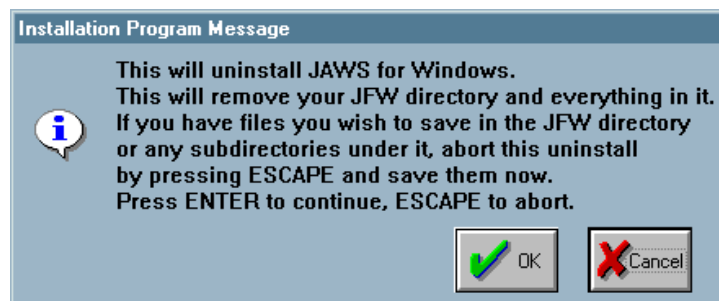 Installation Program Message
This will uninstall JAWS for Windows.
This will remove your JFW directory and everything in it.
If you have files you wish to save in the JFW directory
or any subdirectories under it, abort this uninstall
by pressing ESCAPE and save them now.
Press ENTER to continue, ESCAPE to abort.
OK
Cancel